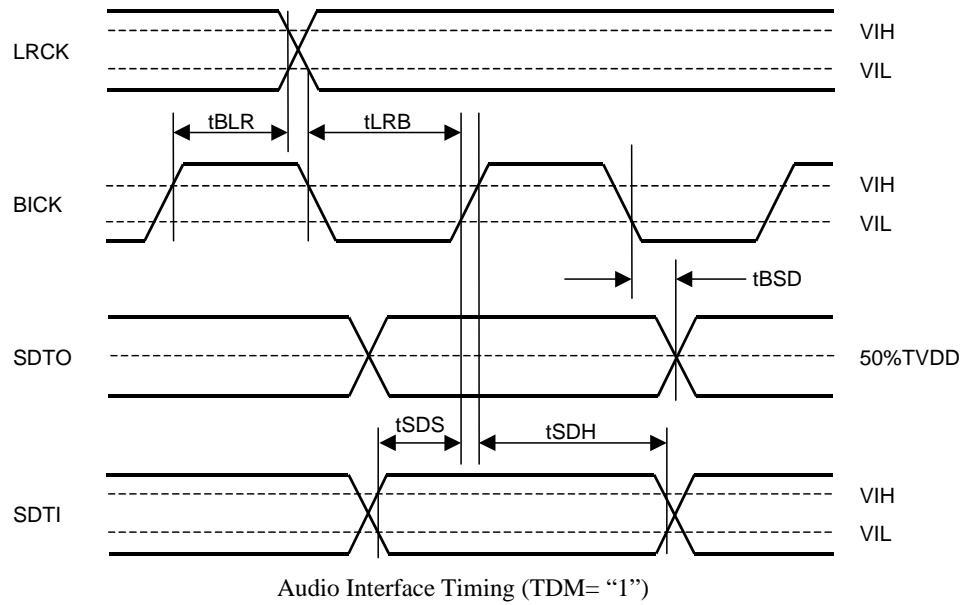 LRCK
VIH
VIL
tBLR
tLRB
BICK
VIH
VIL
tBSD
SDTO
50%TVDD
tSDS
tSDH
SDTI
VIH
VIL
Audio Interface Timing (TDM= “1”)